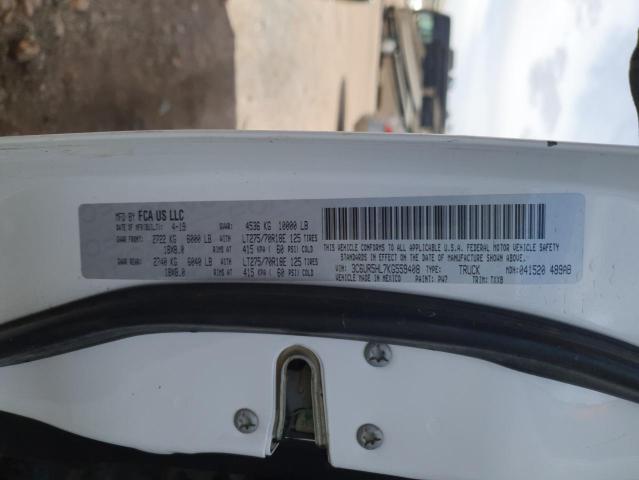 MFD BY FCA US LLC
DATE OF MFR(BUILT): 4-19 GVWR: 4536 KG 10000 LB
GAWR FRONT: 2722 KG 6000 LB WITH LT275/70R18E 125 TIRES
18X8.0 RIMS AT 415 KPA ( 60 PSI) COLD
GAWR REAR: 2740 KG 6040 LB WITH LT275/70R18E 125 TIRES
18X8.0 RIMS AT 415 KPA ( 60 PSI) COLD
THIS VEHICLE CONFORMS TO ALL APPLICABLE U.S.A. FEDERAL MOTOR VEHICLE SAFETY
STANDARDS IN EFFECT ON THE DATE OF MANUFACTURE SHOWN ABOVE.
VIN: 3C6UR5HL7KG559408 TYPE: TRUCK MDH: 041520 489AB
VEHICLE MADE IN MEXICO PAINT: PW7 TRIM: TXX8